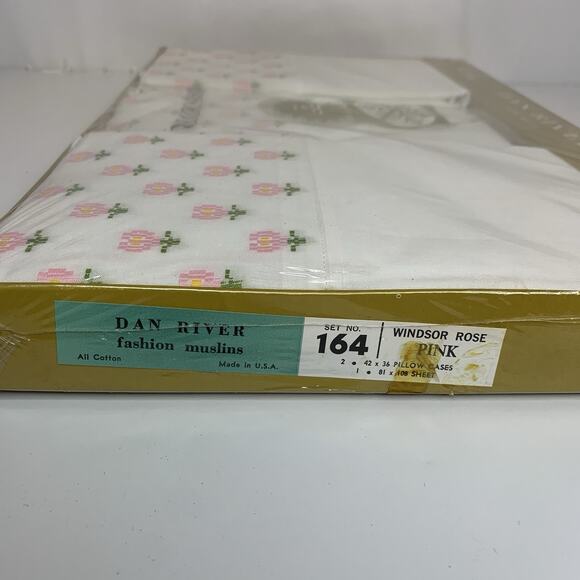 DAN RIVER
fashion muslins
All Cotton
Made in U.S.A.
SET NO.
164
WINDSOR ROSE
PINK
2 • 42 x 36 PILLOW CASES
1 • 81 x 108 SHEET